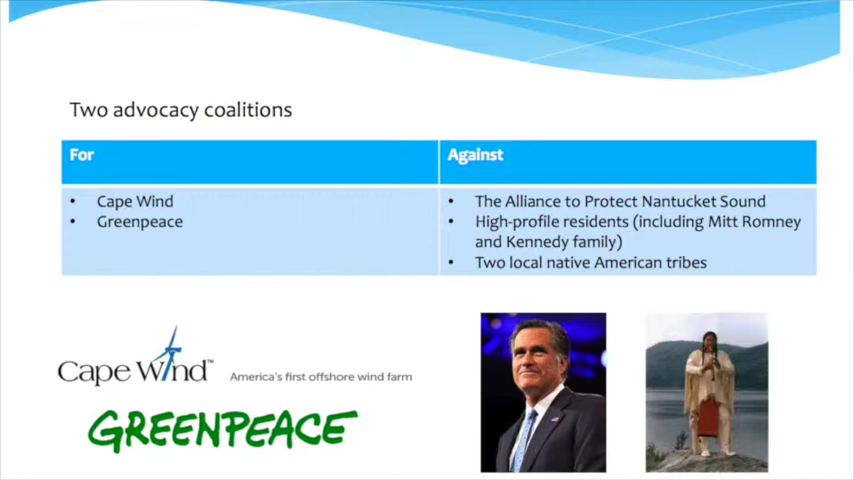 Two advocacy coalitions
For
Against
• Cape Wind
• Greenpeace
• The Alliance to Protect Nantucket Sound
• High-profile residents (including Mitt Romney
and Kennedy family)
• Two local native American tribes
Cape Wind™ America's first offshore wind farm
GREENPEACE